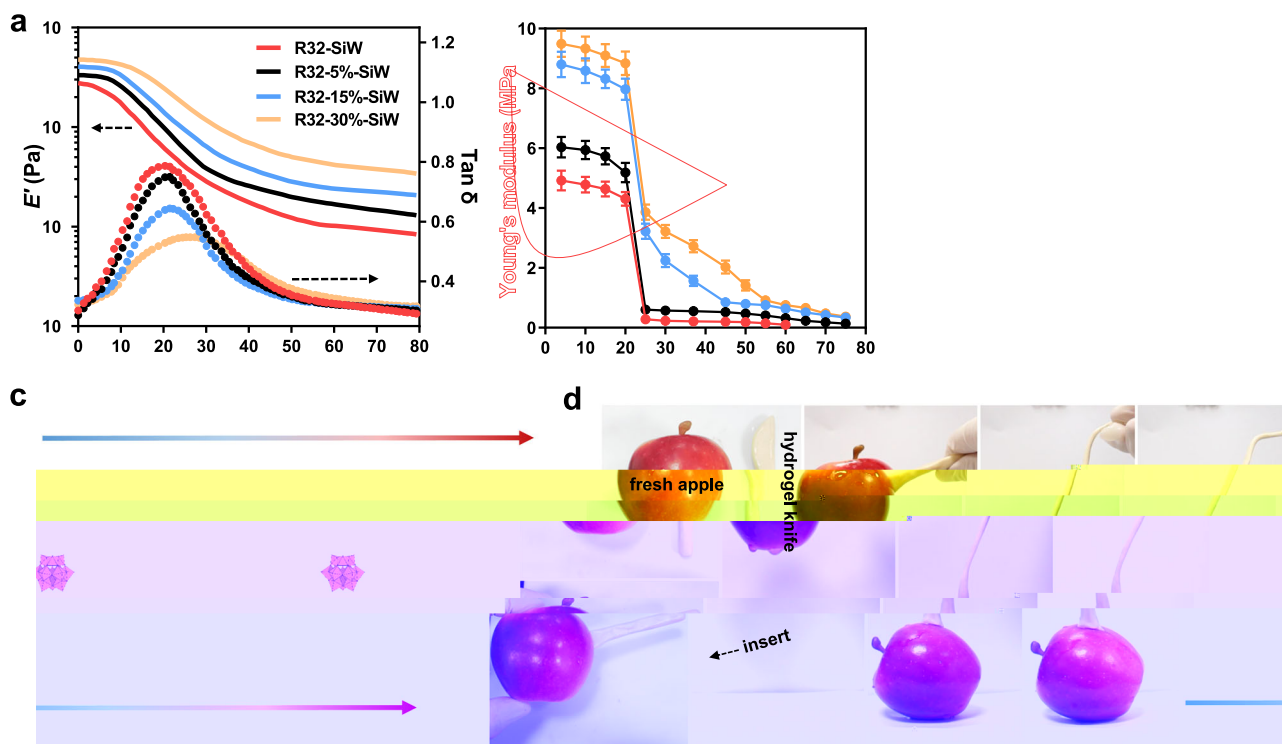 a
10
10
10
10
E' (Pa)
R32-SiW
R32-5%-SiW
R32-15%-SiW
R32-30%-SiW
1.2
1.0
0.8
0.6
0.4
Tan δ
0 10 20 30 40 50 60 70 80
10
8
6
4
2
0
Young's modulus (MPa
0 10 20 30 40 50 60 70 80
c
d
fresh apple
hydrogel knife
insert